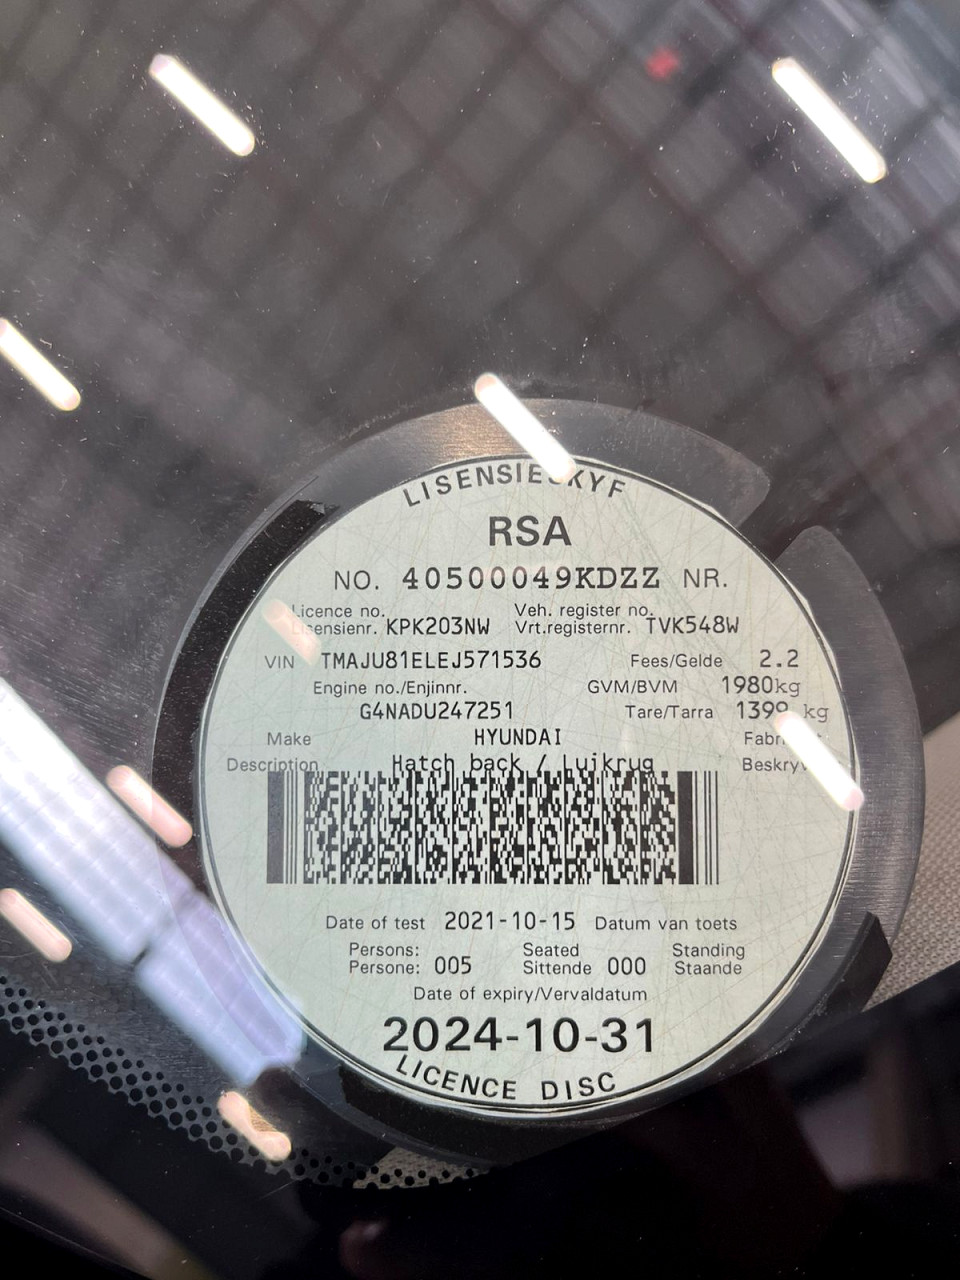 LISENSIESKYF
RSA
NO. 40500049KDZZ NR.
Licence no. Veh. register no.
Lisensienr. KPK203NW Vrt.registernr. TVK548W
VIN TMAJU81ELEJ571536 Fees/Gelde 2.2
Engine no./Enjinnr. GVM/BVM 1980kg
G4NADU247251 Tare/Tarra 1399 kg
Make HYUNDAI
Description Hatch back / Luikrug
Date of test 2021-10-15 Datum van toets
Persons: Seated Standing
Persone: 005 Sittende 000 Staande
Date of expiry/Vervaldatum
2024-10-31
LICENCE DISC